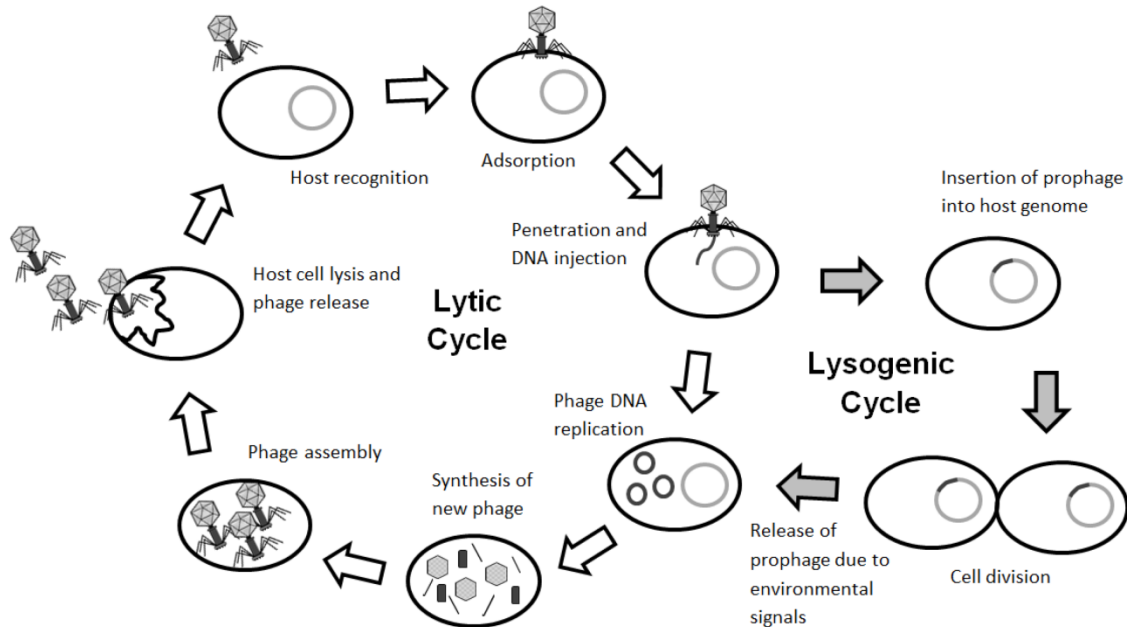 Host recognition
Adsorption
Penetration and
DNA injection
Insertion of prophage
into host genome
Host cell lysis and
phage release
Lytic
Cycle
Lysogenic
Cycle
Phage DNA
replication
Phage assembly
Synthesis of
new phage
Release of
prophage due to
environmental
signals
Cell division